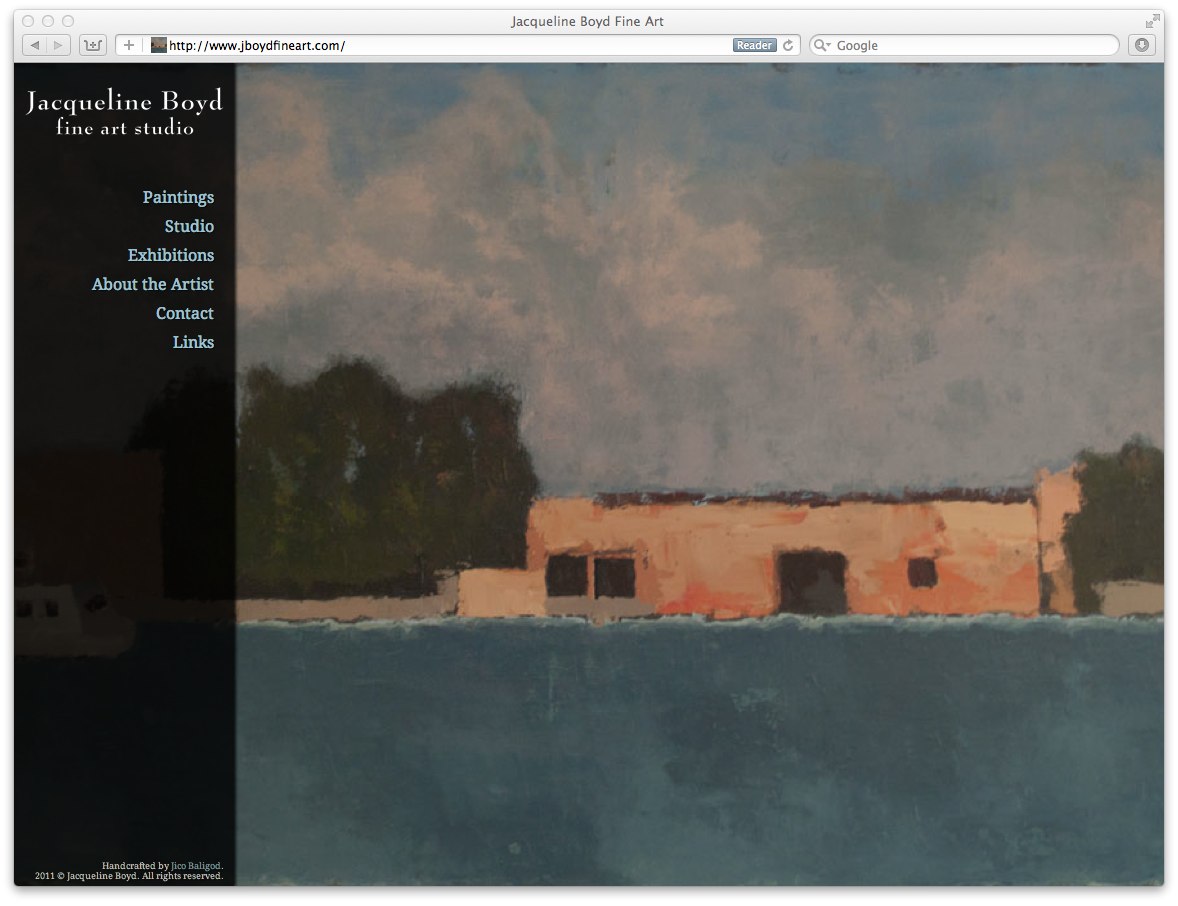 Jacqueline Boyd Fine Art
http://www.jboydfineart.com/
Reader
Google
Jacqueline Boyd
fine art studio
Paintings
Studio
Exhibitions
About the Artist
Contact
Links
Handcrafted by Jico Baligod.
2011 © Jacqueline Boyd. All rights reserved.